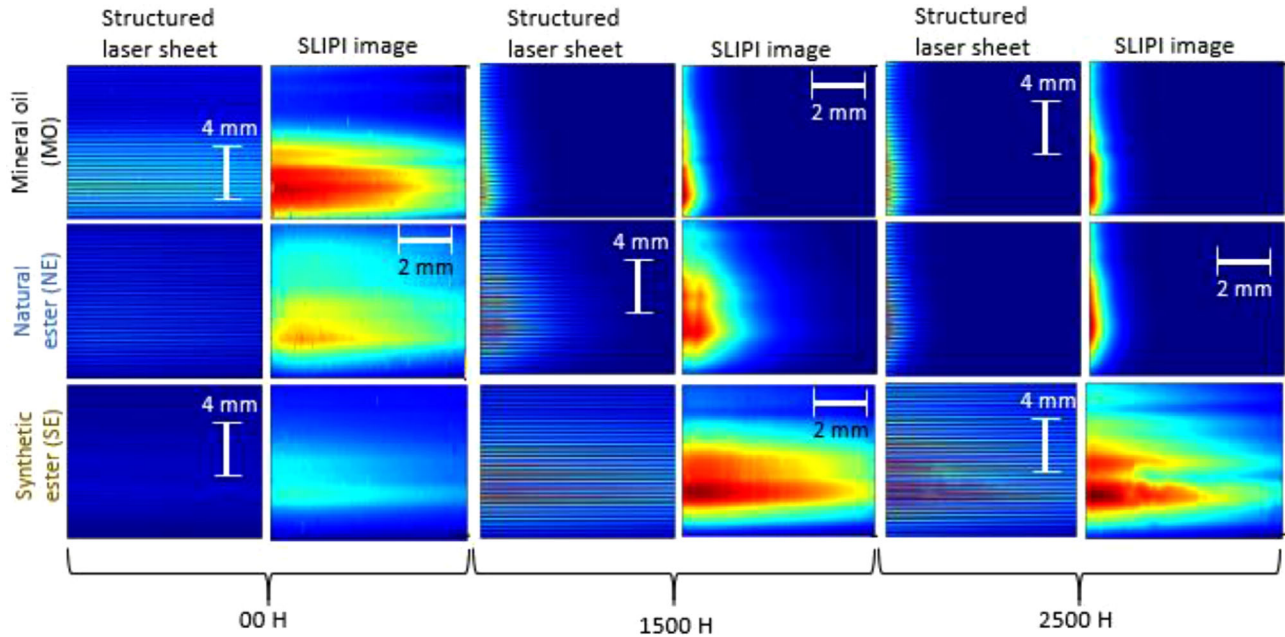 Structured
laser sheet
SLIPI image
Structured
laser sheet
SLIPI image
Structured
laser sheet
SLIPI image
Mineral oil
(MO)
4 mm
2 mm
4 mm
Natural
ester (NE)
2 mm
4 mm
2 mm
Synthetic
ester (SE)
4 mm
2 mm
4 mm
00 H
1500 H
2500 H